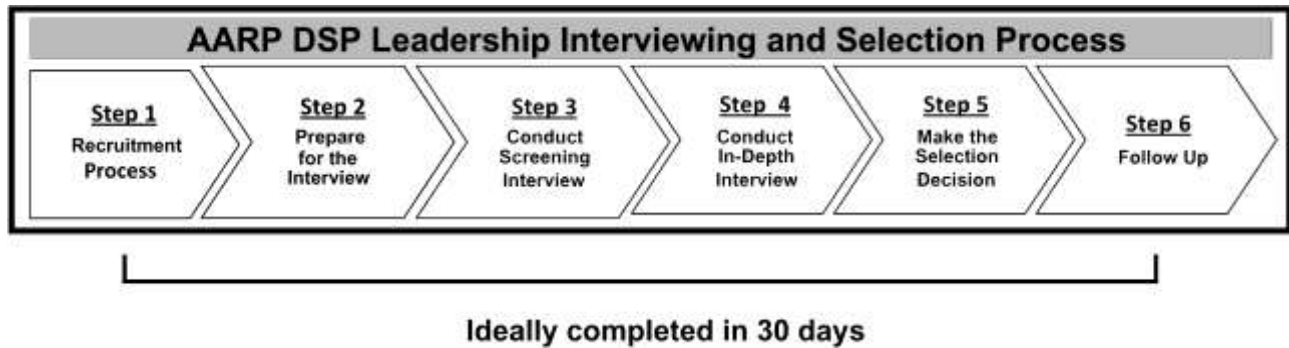 AARP DSP Leadership Interviewing and Selection Process
Step 1
Recruitment
Process
Step 2
Prepare
for the
Interview
Step 3
Conduct
Screening
Interview
Step 4
Conduct
In-Depth
Interview
Step 5
Make the
Selection
Decision
Step 6
Follow Up
Ideally completed in 30 days